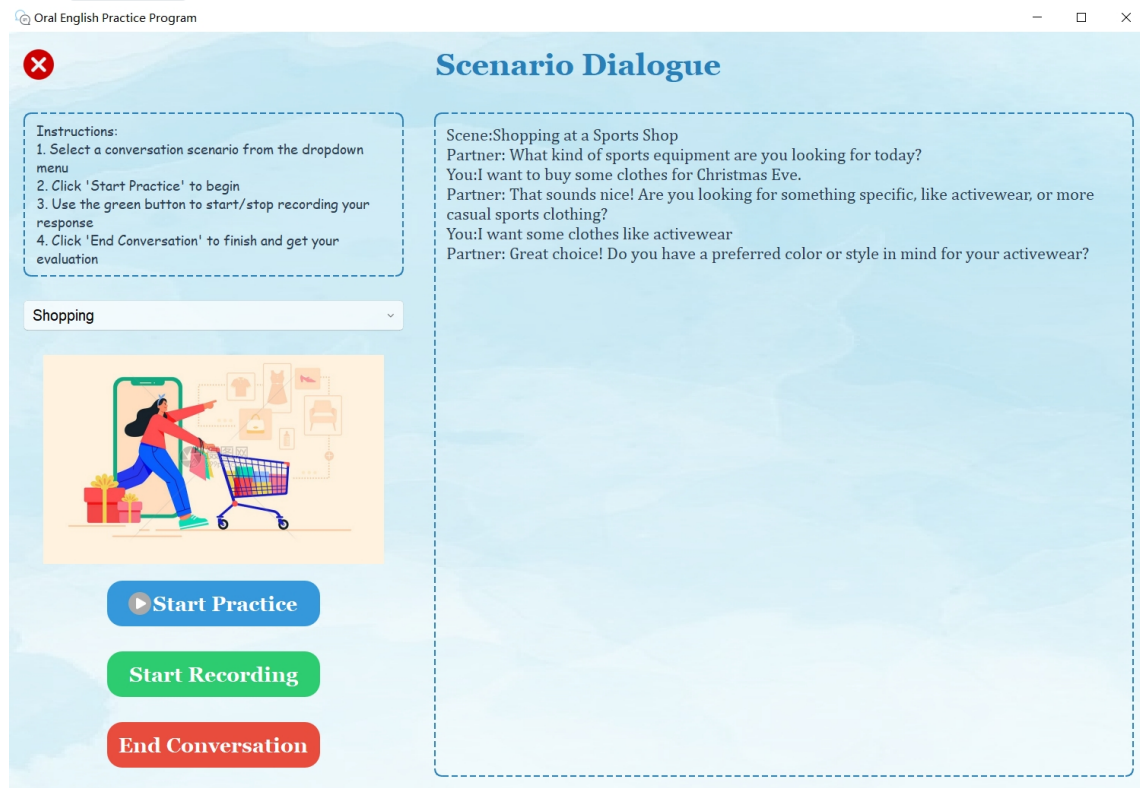 Oral English Practice Program
Scenario Dialogue
Instructions:
1. Select a conversation scenario from the dropdown
menu
2. Click 'Start Practice' to begin
3. Use the green button to start/stop recording your
response
4. Click 'End Conversation' to finish and get your
evaluation
Shopping
Start Practice
Start Recording
End Conversation
Scene:Shopping at a Sports Shop
Partner: What kind of sports equipment are you looking for today?
You:I want to buy some clothes for Christmas Eve.
Partner: That sounds nice! Are you looking for something specific, like activewear, or more
casual sports clothing?
You:I want some clothes like activewear
Partner: Great choice! Do you have a preferred color or style in mind for your activewear?